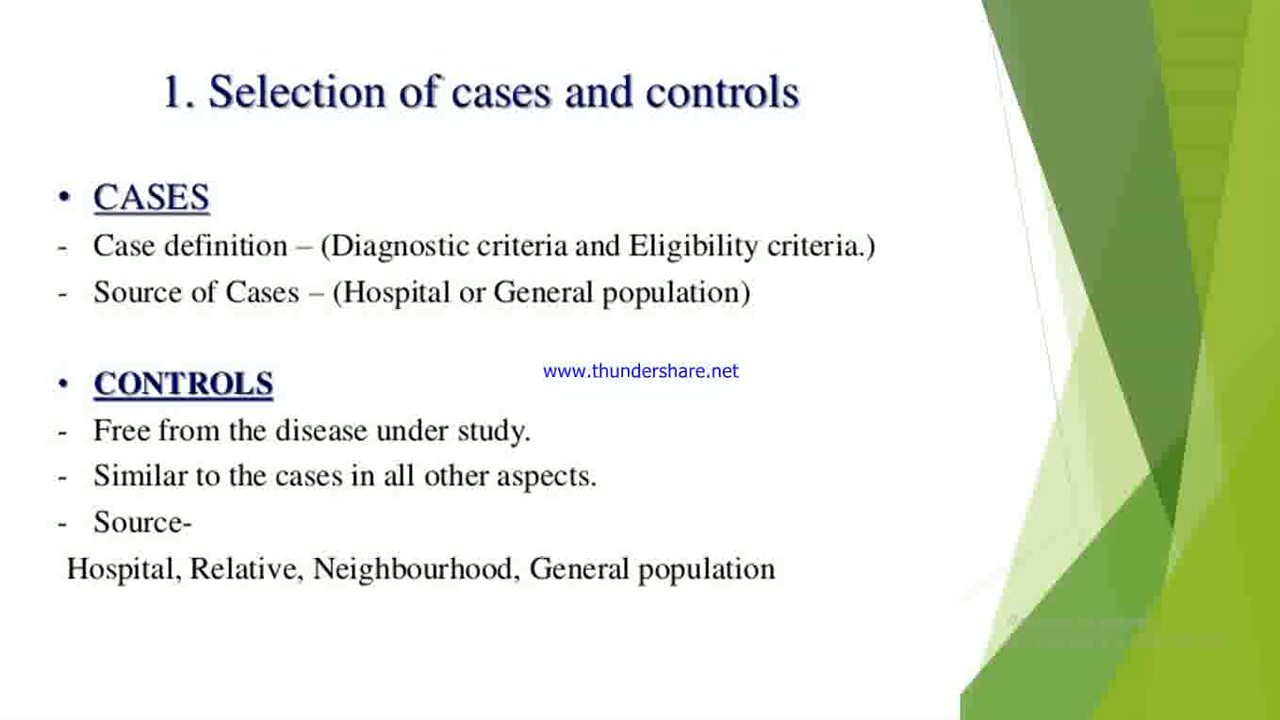 1. Selection of cases and controls
• CASES
- Case definition – (Diagnostic criteria and Eligibility criteria.)
- Source of Cases – (Hospital or General population)
www.thundershare.net
• CONTROLS
- Free from the disease under study.
- Similar to the cases in all other aspects.
- Source-
Hospital, Relative, Neighbourhood, General population